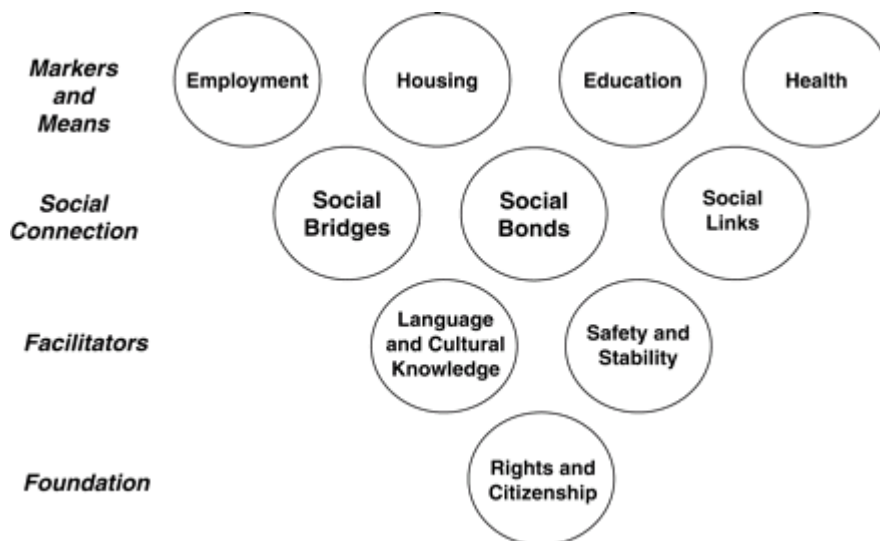 Markers
and
Means
Employment
Housing
Education
Health
Social
Connection
Social
Bridges
Social
Bonds
Social
Links
Facilitators
Language
and Cultural
Knowledge
Safety and
Stability
Foundation
Rights and
Citizenship